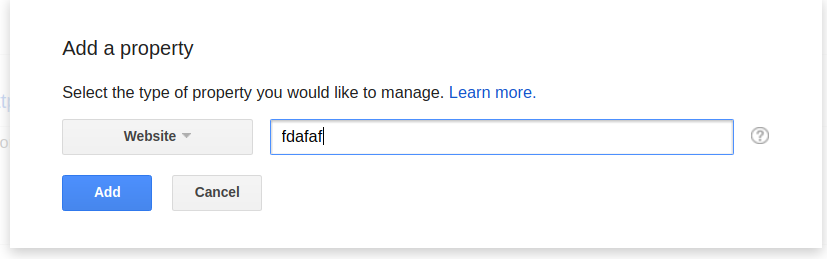 Add a property
Select the type of property you would like to manage. Learn more.
Website fdafaf ?
Add Cancel